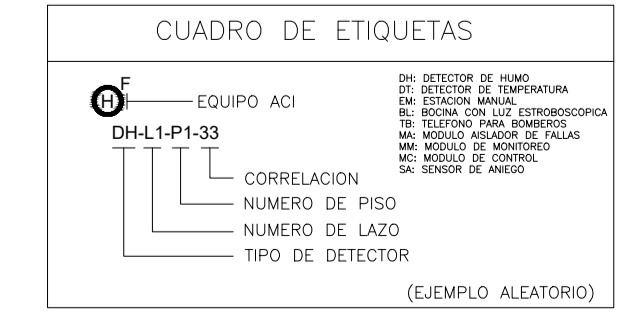 CUADRO DE ETIQUETAS
F
H
EQUIPO ACI
DH-L1-P1-33
CORRELACION
NUMERO DE PISO
NUMERO DE LAZO
TIPO DE DETECTOR
DH: DETECTOR DE HUMO
DT: DETECTOR DE TEMPERATURA
EM: ESTACION MANUAL
BL: BOCINA CON LUZ ESTROBOSCOPICA
TB: TELEFONO PARA BOMBEROS
MA: MODULO AISLADOR DE FALLAS
MM: MODULO DE MONITOREO
MC: MODULO DE CONTROL
SA: SENSOR DE ANIEGO
(EJEMPLO ALEATORIO)